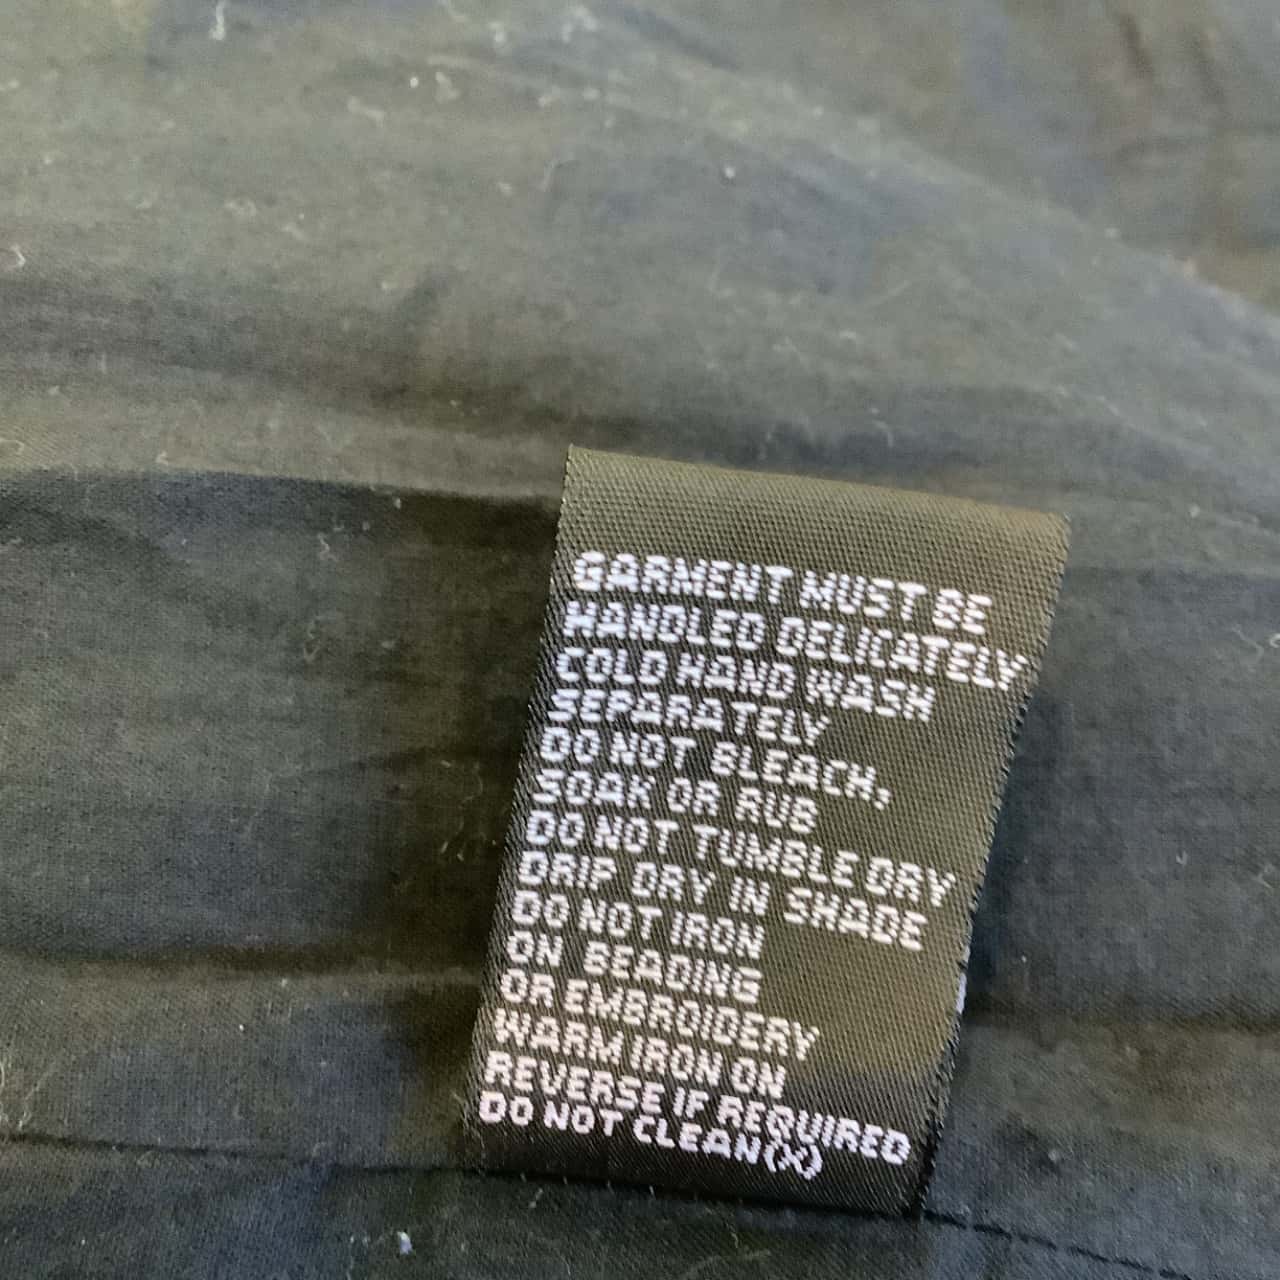 GARMENT MUST BE
HANDLED DELICATELY
COLD HAND WASH
SEPARATELY
DO NOT BLEACH,
SOAK OR RUB
DO NOT TUMBLE DRY
DRIP DRY IN SHADE
DO NOT IRON
ON BEADING
OR EMBROIDERY
WARM IRON ON
REVERSE IF REQUIRED
DO NOT CLEAN(X)